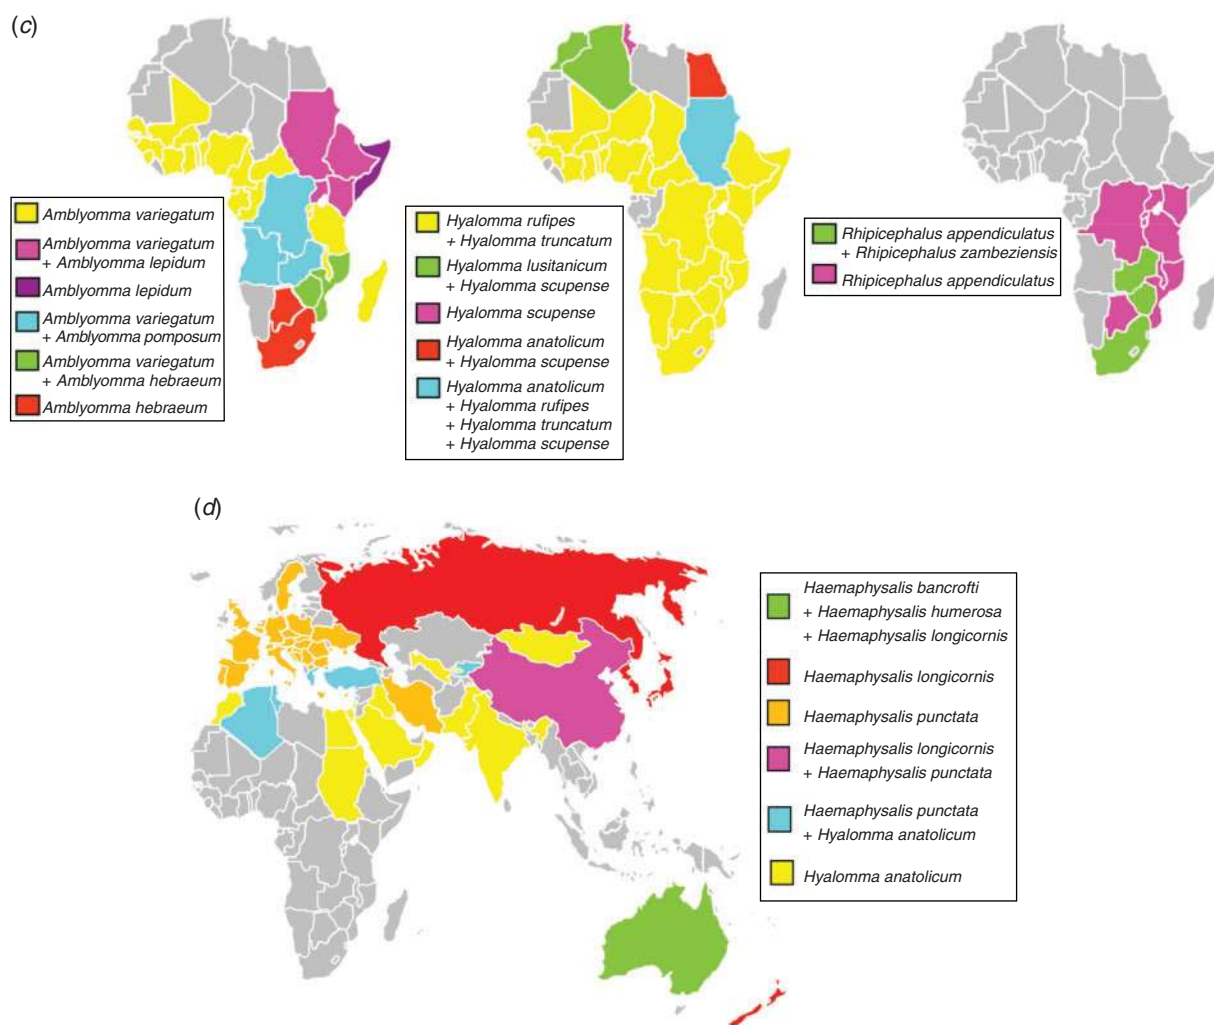 (c)
Amblyomma variegatum
Amblyomma variegatum
+ Amblyomma lepidum
Amblyomma lepidum
Amblyomma variegatum
+ Amblyomma pomposum
Amblyomma variegatum
+ Amblyomma hebraeum
Amblyomma hebraeum
Hyalomma rufipes
+ Hyalomma truncatum
Hyalomma lusitanicum
+ Hyalomma scupense
Hyalomma scupense
Hyalomma anatolicum
+ Hyalomma scupense
Hyalomma anatolicum
+ Hyalomma rufipes
+ Hyalomma truncatum
+ Hyalomma scupense
Rhipicephalus appendiculatus
+ Rhipicephalus zambeziensis
Rhipicephalus appendiculatus
(d)
Haemaphysalis bancrofti
+ Haemaphysalis humerosa
+ Haemaphysalis longicornis
Haemaphysalis longicornis
Haemaphysalis punctata
Haemaphysalis longicornis
+ Haemaphysalis punctata
Haemaphysalis punctata
+ Hyalomma anatolicum
Hyalomma anatolicum